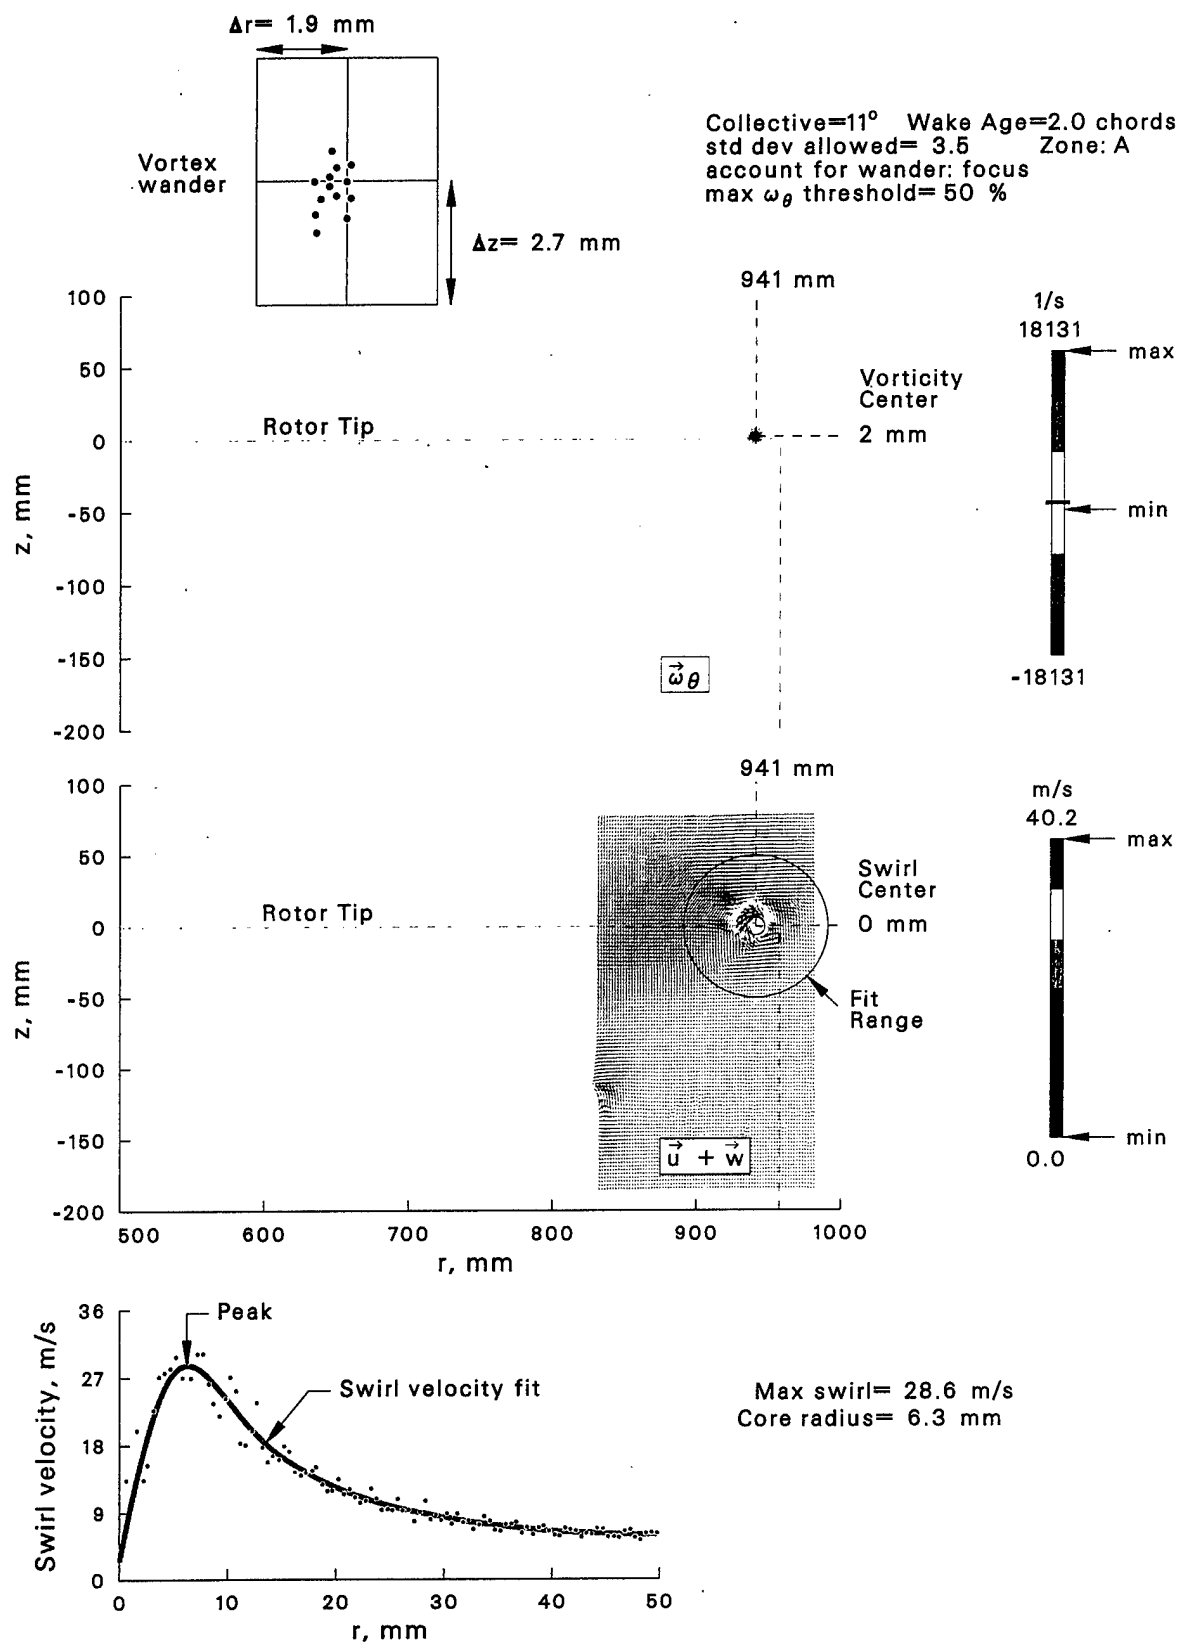 Δr= 1.9 mm
Vortex
wander
Δz= 2.7 mm
Collective=11° Wake Age=2.0 chords
std dev allowed= 3.5 Zone: A
account for wander: focus
max ωθ threshold= 50 %
941 mm
1/s
18131
max
min
-18131
Vorticity
Center
2 mm
Rotor Tip
100
50
0
-50
-100
-150
-200
z, mm
ω⃗θ
941 mm
m/s
40.2
max
min
0.0
Swirl
Center
0 mm
Fit
Range
Rotor Tip
100
50
0
-50
-100
-150
-200
z, mm
u⃗ + w⃗
500 600 700 800 900 1000
r, mm
Peak
Swirl velocity fit
Max swirl= 28.6 m/s
Core radius= 6.3 mm
36
27
18
9
0
Swirl velocity, m/s
0 10 20 30 40 50
r, mm